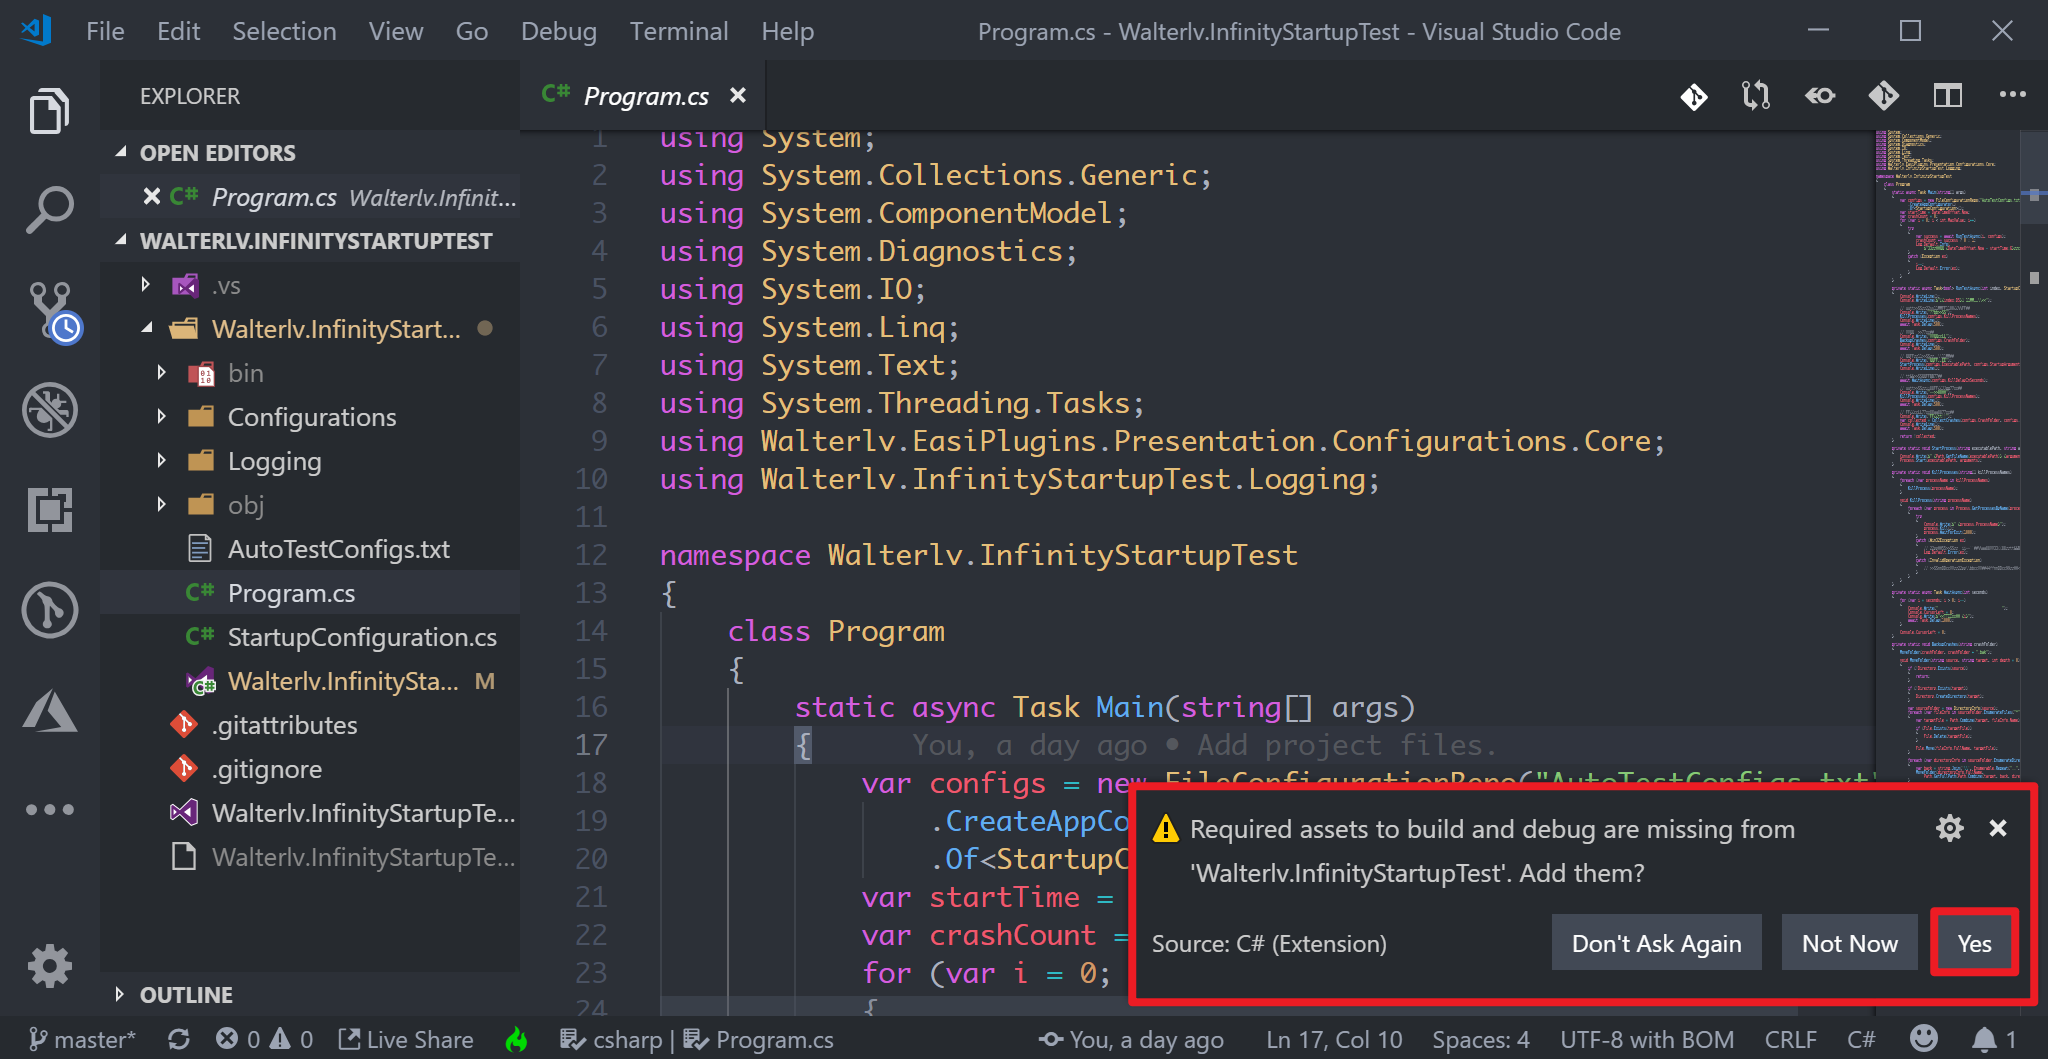 File Edit Selection View Go Debug Terminal Help
Program.cs - Walterlv.InfinityStartupTest - Visual Studio Code
EXPLORER
OPEN EDITORS
Program.cs Walterlv.Infinit...
WALTERLV.INFINITYSTARTUPTEST
.vs
Walterlv.InfinityStart...
bin
Configurations
Logging
obj
AutoTestConfigs.txt
C# Program.cs
C# StartupConfiguration.cs
Walterlv.InfinitySta... M
.gitattributes
.gitignore
Walterlv.InfinityStartupTe...
Walterlv.InfinityStartupTe...
OUTLINE
C# Program.cs
1 using System;
2 using System.Collections.Generic;
3 using System.ComponentModel;
4 using System.Diagnostics;
5 using System.IO;
6 using System.Linq;
7 using System.Text;
8 using System.Threading.Tasks;
9 using Walterlv.EasiPlugins.Presentation.Configurations.Core;
10 using Walterlv.InfinityStartupTest.Logging;
11
12 namespace Walterlv.InfinityStartupTest
13 {
14 class Program
15 {
16 static async Task Main(string[] args)
17 { You, a day ago • Add project files.
18 var configs = new FileConfigurationRepo("AutoTestConfigs.txt"
19 .CreateAppCo
20 .Of<StartupC
21 var startTime =
22 var crashCount =
23 for (var i = 0;
24 {
Required assets to build and debug are missing from
'Walterlv.InfinityStartupTest'. Add them?
Source: C# (Extension)
Don't Ask Again Not Now Yes
master* 0 0 Live Share csharp | Program.cs You, a day ago Ln 17, Col 10 Spaces: 4 UTF-8 with BOM CRLF C# 1